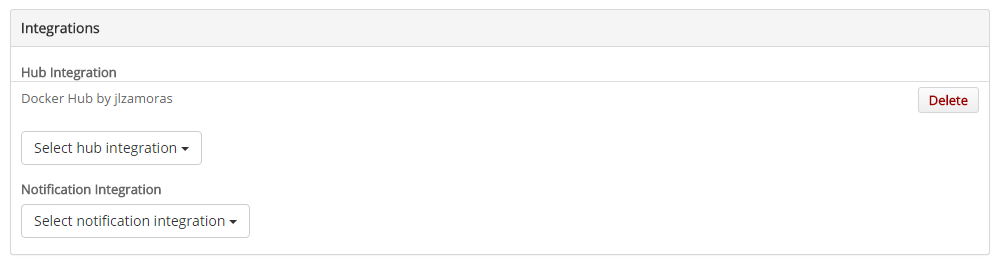 Integrations
Hub Integration
Docker Hub by jlzamoras
Delete
Select hub integration
Notification Integration
Select notification integration